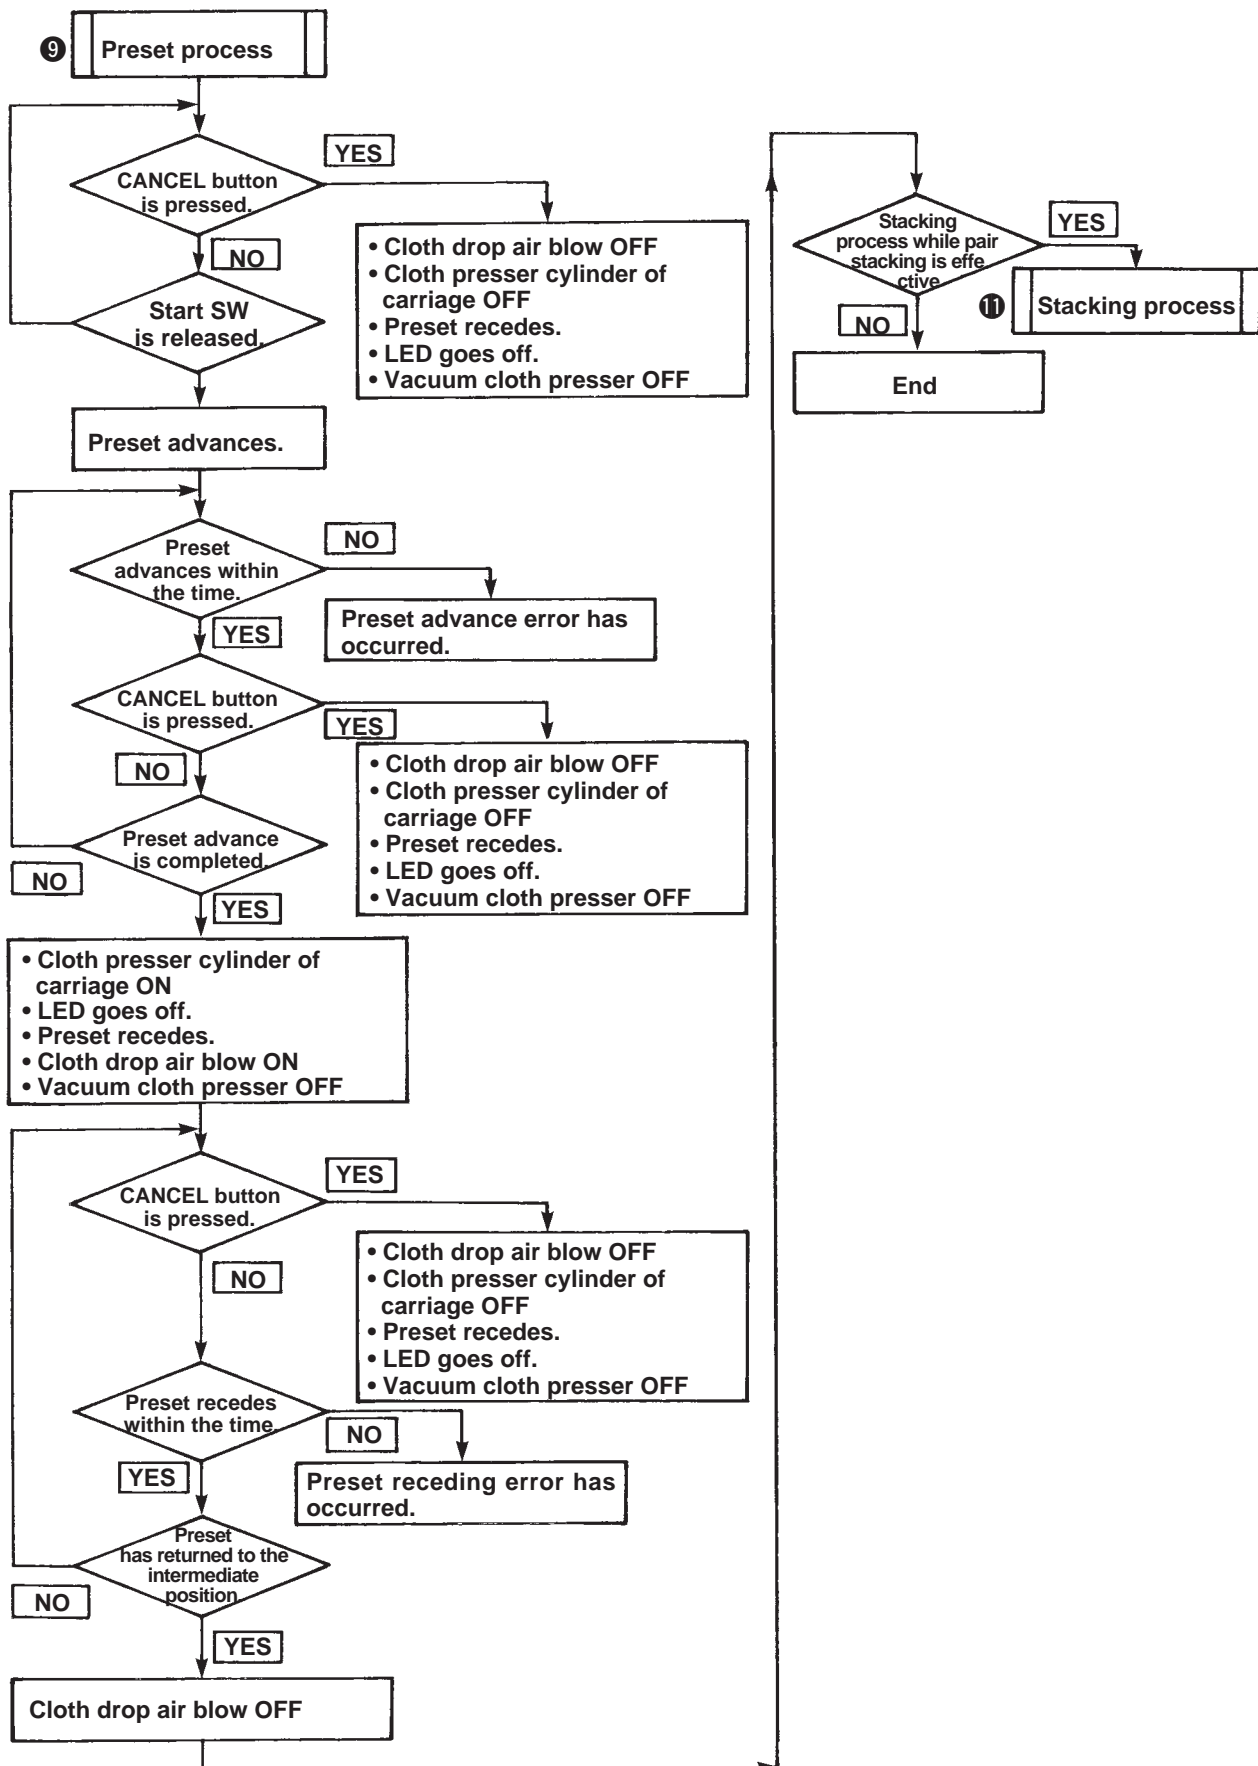 ❾ Preset process
CANCEL button
is pressed.
YES
• Cloth drop air blow OFF
• Cloth presser cylinder of
carriage OFF
• Preset recedes.
• LED goes off.
• Vacuum cloth presser OFF
NO
Start SW
is released.
Preset advances.
Preset
advances within
the time.
NO
Preset advance error has
occurred.
YES
CANCEL button
is pressed.
YES
• Cloth drop air blow OFF
• Cloth presser cylinder of
carriage OFF
• Preset recedes.
• LED goes off.
• Vacuum cloth presser OFF
NO
Preset advance
is completed.
NO
YES
• Cloth presser cylinder of
carriage ON
• LED goes off.
• Preset recedes.
• Cloth drop air blow ON
• Vacuum cloth presser OFF
CANCEL button
is pressed.
YES
• Cloth drop air blow OFF
• Cloth presser cylinder of
carriage OFF
• Preset recedes.
• LED goes off.
• Vacuum cloth presser OFF
NO
Preset recedes
within the time.
NO
Preset receding error has
occurred.
YES
Preset
has returned to the
intermediate
position
NO
YES
Cloth drop air blow OFF
Stacking
process while pair
stacking is effe
ctive
YES
⓫ Stacking process
NO
End